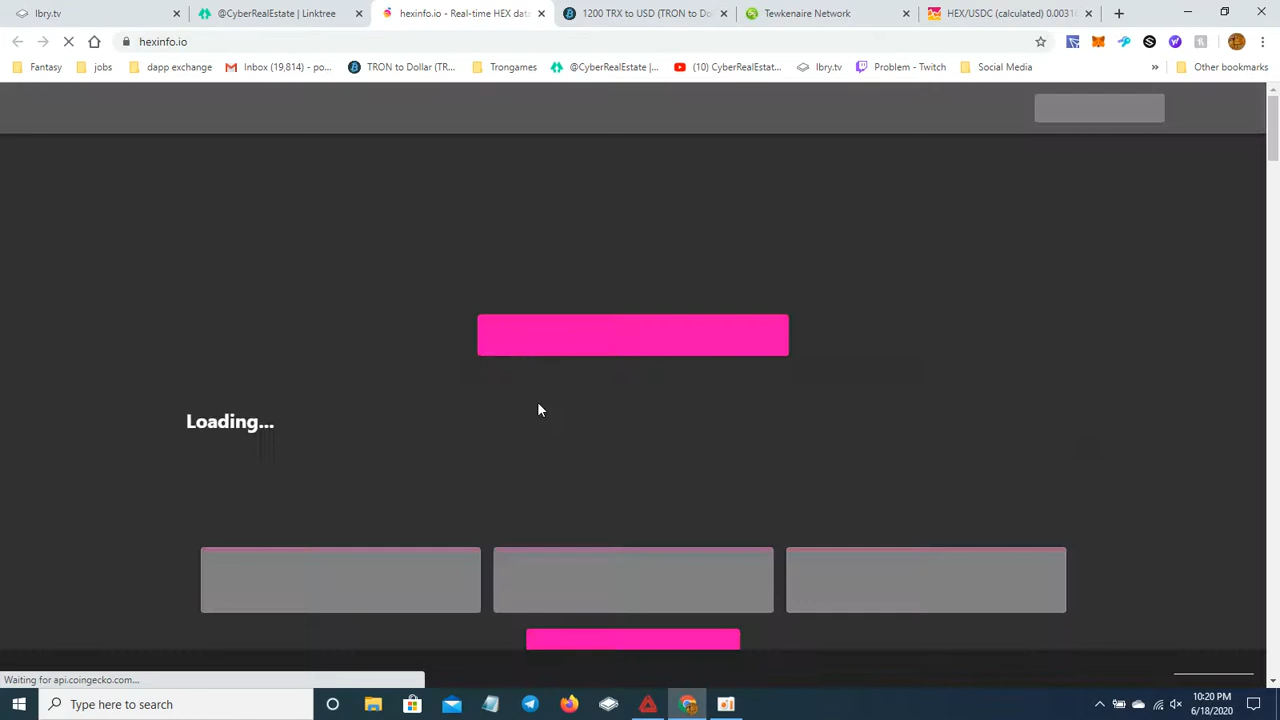 lbry.tv
@CyberRealEstate | Linktree
hexinfo.io - Real-time HEX data
1200 TRX to USD (TRON to Do
Tewkenaire Network
HEX/USDC (calculated) 0.0031
hexinfo.io
Fantasy
jobs
dapp exchange
Inbox (19,814) - po...
TRON to Dollar (TR...
Trongames
@CyberRealEstate |...
(10) CyberRealEstat...
lbry.tv
Problem - Twitch
Social Media
»
Other bookmarks
Loading...
Waiting for api.coingecko.com...
Type here to search
10:20 PM
6/18/2020